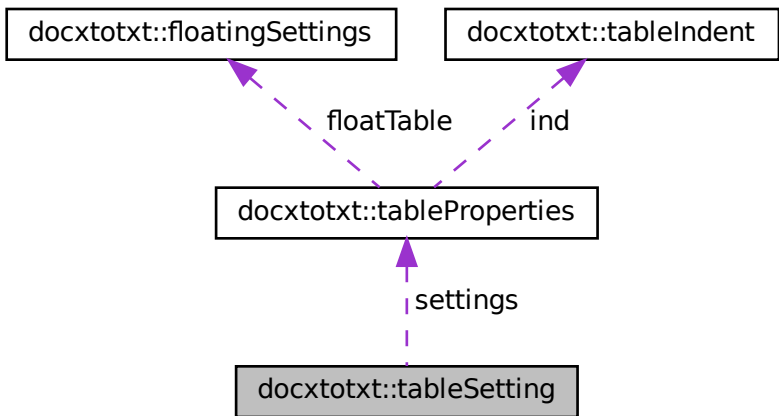 docxtotxt::floatingSettings
docxtotxt::tableIndent
floatTable
ind
docxtotxt::tableProperties
settings
docxtotxt::tableSetting